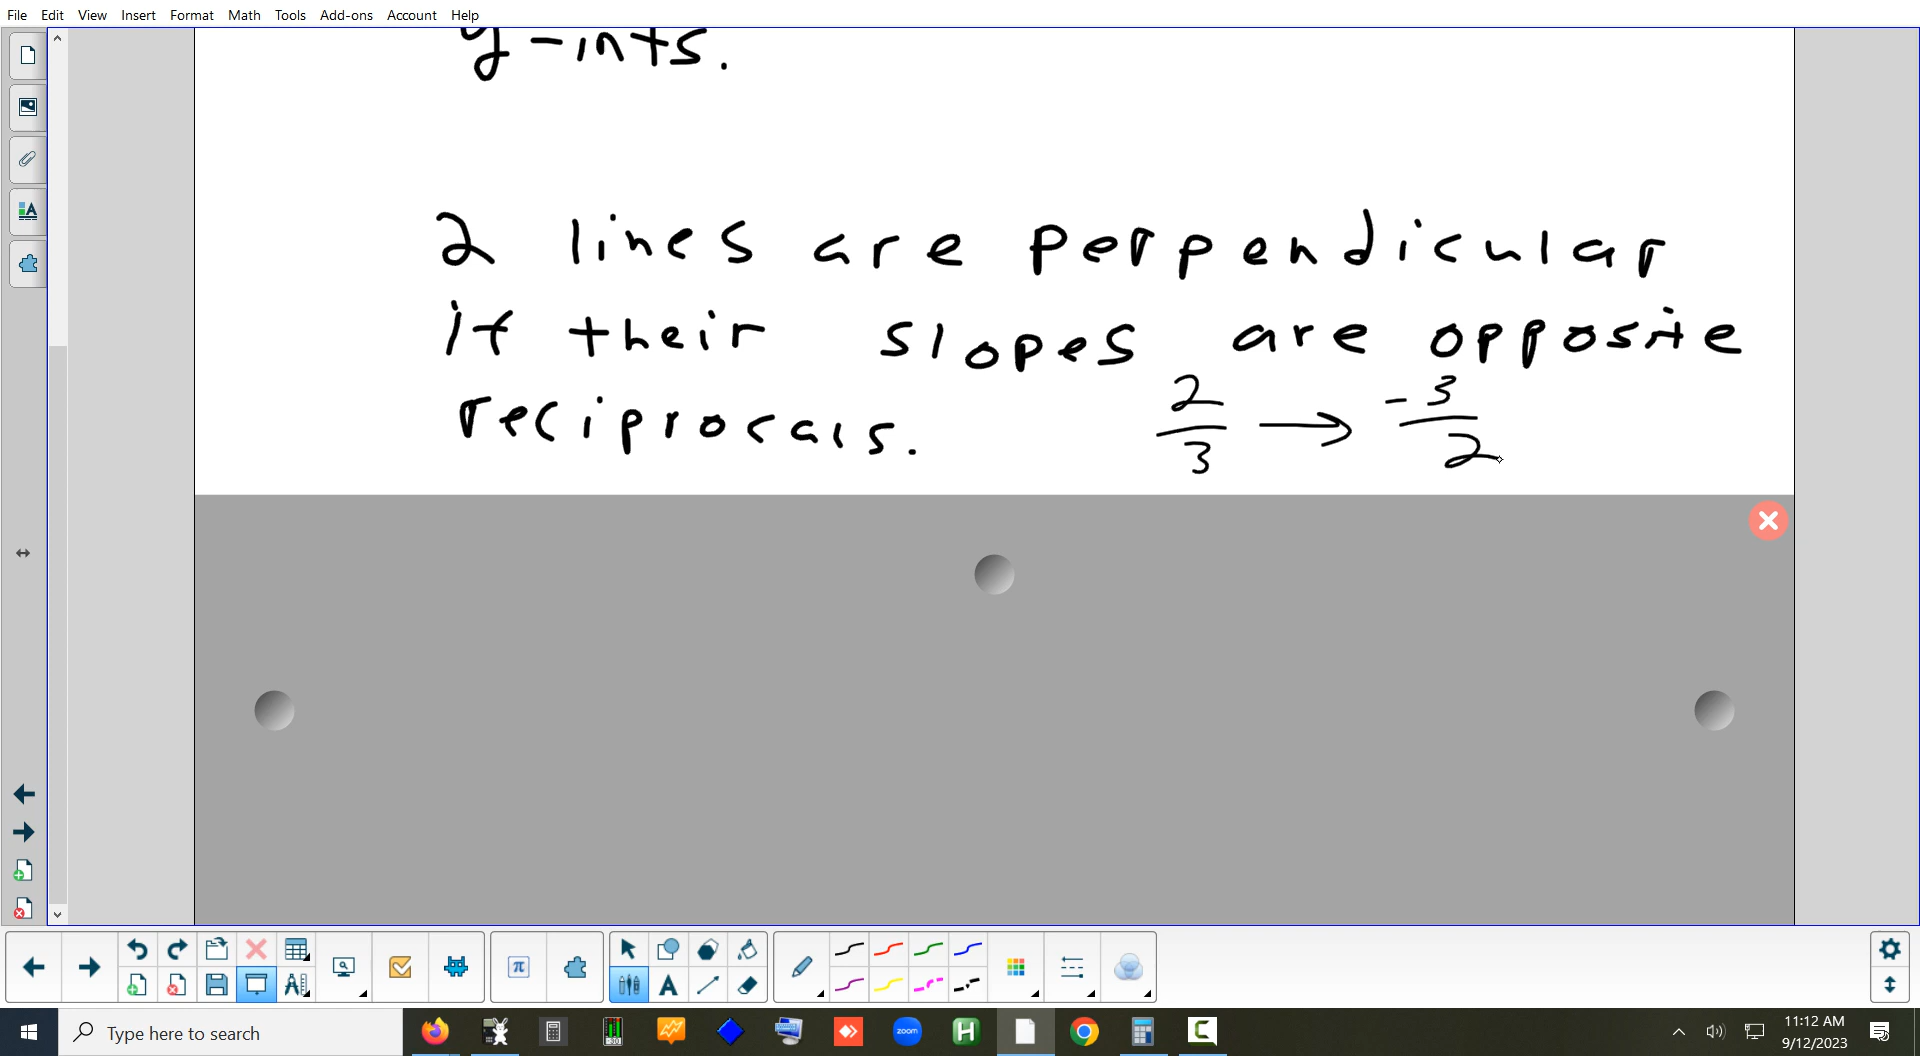 File Edit View Insert Format Math Tools Add-ons Account Help
y-ints.
2 lines are perpendicular
if their slopes are opposite
reciprocals. 2/3 → -3/2
π
A
Type here to search
zoom
H
C
11:12 AM
9/12/2023